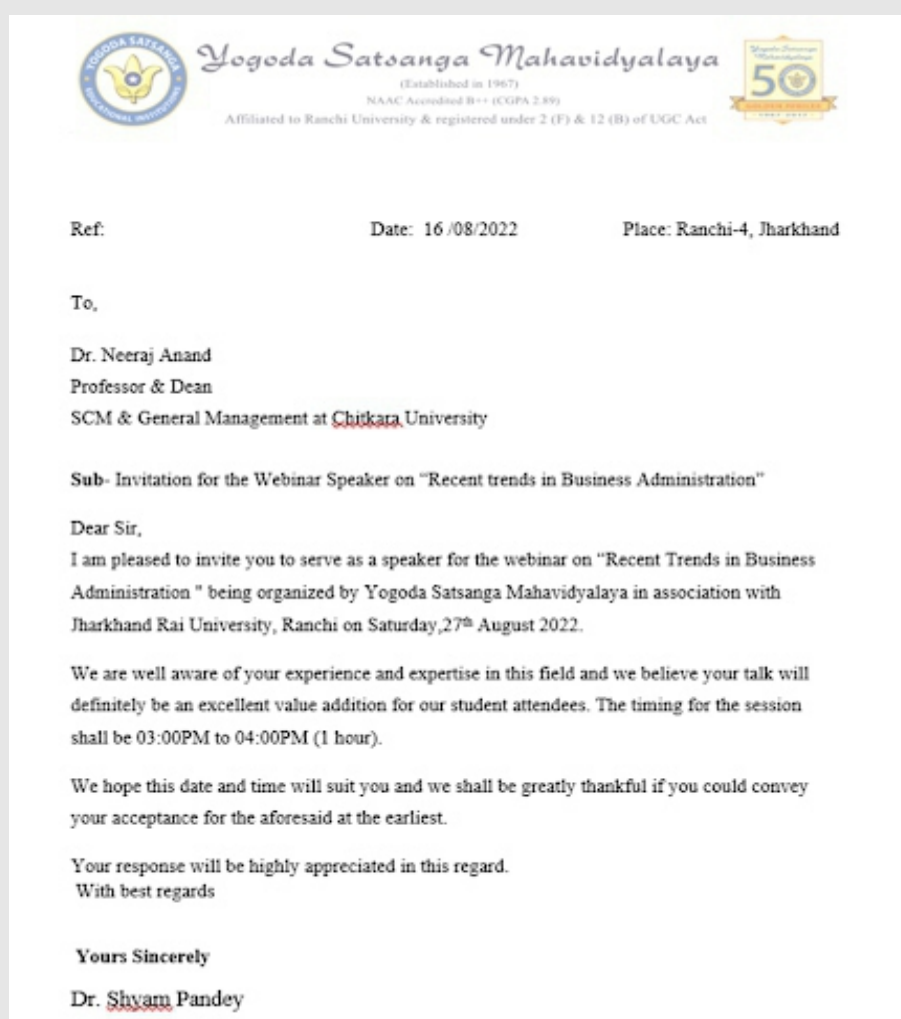 YOGODA SATSANGA
EDUCATIONAL INSTITUTIONS
Yogoda Satsanga Mahavidyalaya
(Established in 1967)
NAAC Accredited B++ (CGPA 2.89)
Affiliated to Ranchi University & registered under 2 (F) & 12 (B) of UGC Act
Yogoda Satsanga
Mahavidyalaya
50
Ref: Date: 16 /08/2022 Place: Ranchi-4, Jharkhand
To,
Dr. Neeraj Anand
Professor & Dean
SCM & General Management at Chitkara University
Sub- Invitation for the Webinar Speaker on “Recent trends in Business Administration”
Dear Sir,
I am pleased to invite you to serve as a speaker for the webinar on “Recent Trends in Business
Administration " being organized by Yogoda Satsanga Mahavidyalaya in association with
Jharkhand Rai University, Ranchi on Saturday,27th August 2022.
We are well aware of your experience and expertise in this field and we believe your talk will
definitely be an excellent value addition for our student attendees. The timing for the session
shall be 03:00PM to 04:00PM (1 hour).
We hope this date and time will suit you and we shall be greatly thankful if you could convey
your acceptance for the aforesaid at the earliest.
Your response will be highly appreciated in this regard.
With best regards
Yours Sincerely
Dr. Shyam Pandey